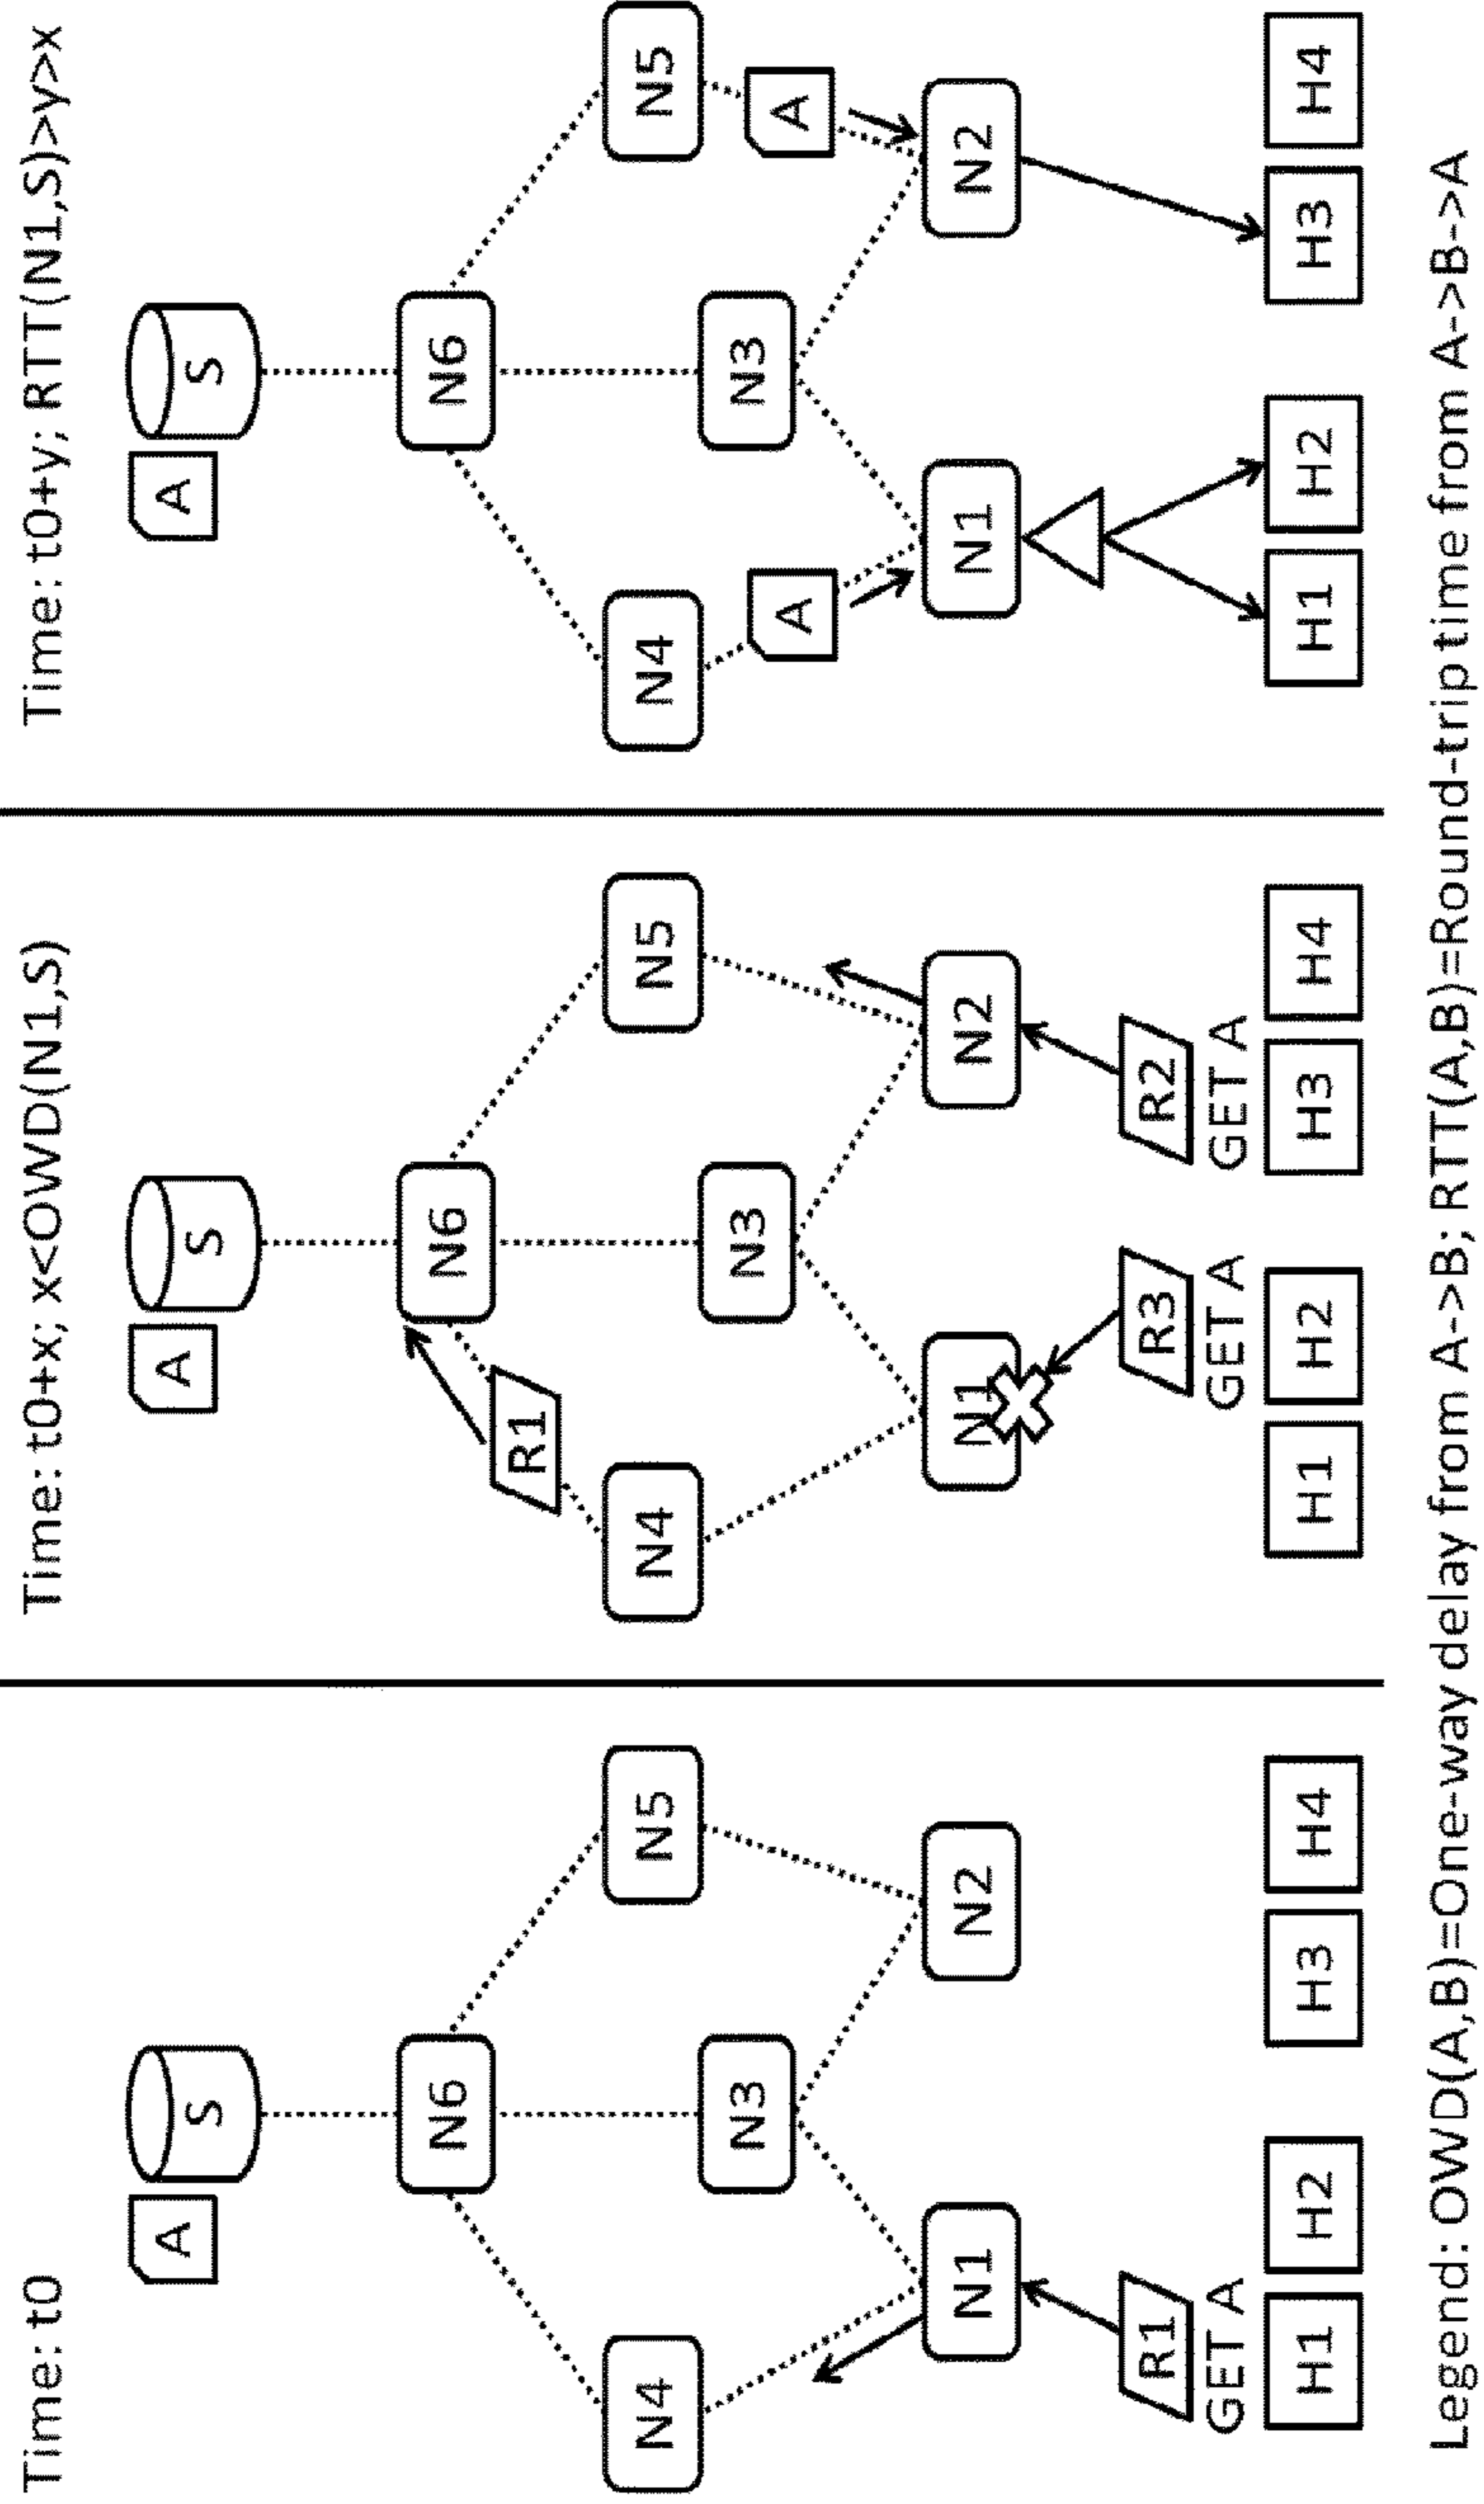 Time: t0
A
S
N6
N4
N3
N5
N1
N2
R1
GET A
H1
H2
H3
H4
Time: t0+x; x<OWD(N1,S)
A
S
N6
R1
N4
N3
N5
N1
N2
R3
GET A
R2
GET A
H1
H2
H3
H4
Time: t0+y; RTT(N1,S)>y>x
A
S
N6
N4
N3
N5
A
A
N1
N2
H1
H2
H3
H4
Legend: OWD(A,B)=One-way delay from A->B; RTT(A,B)=Round-trip time from A->B->A